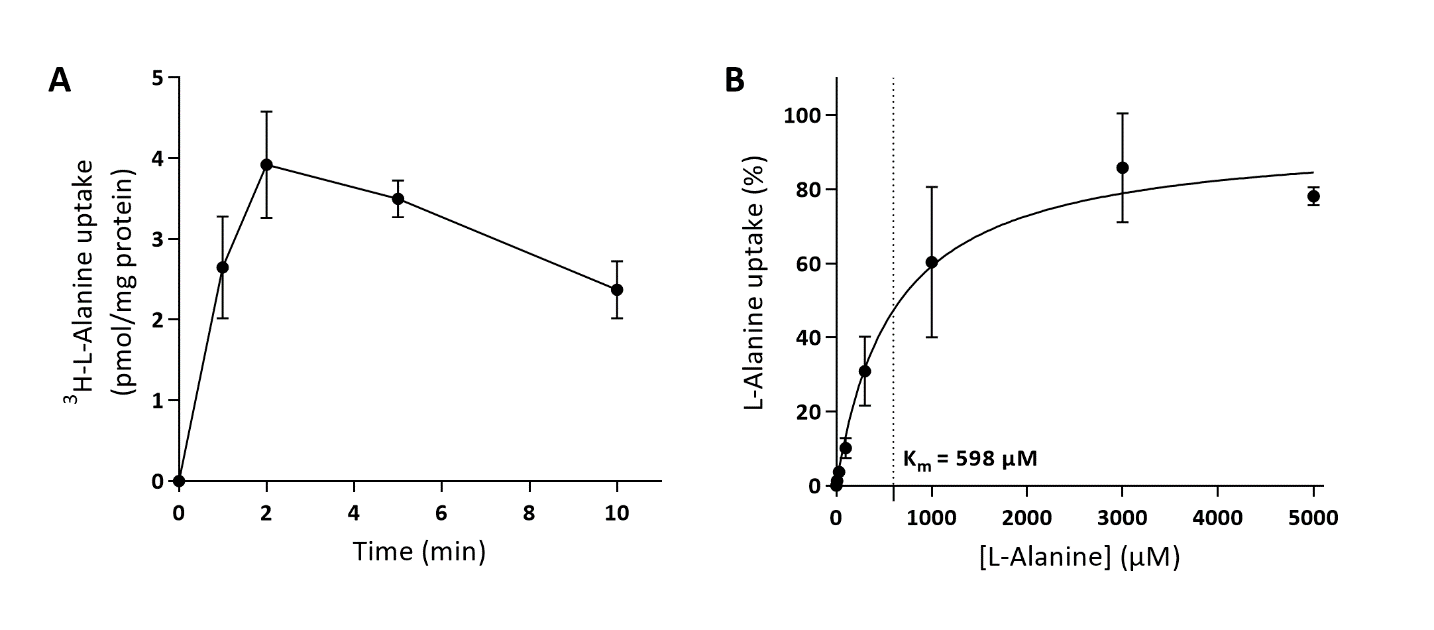 A
5
4
3
2
1
0
³H-L-Alanine uptake
(pmol/mg protein)
0 2 4 6 8 10
Time (min)
B
100
80
60
40
20
0
L-Alanine uptake (%)
Kₘ = 598 µM
0 1000 2000 3000 4000 5000
[L-Alanine] (µM)